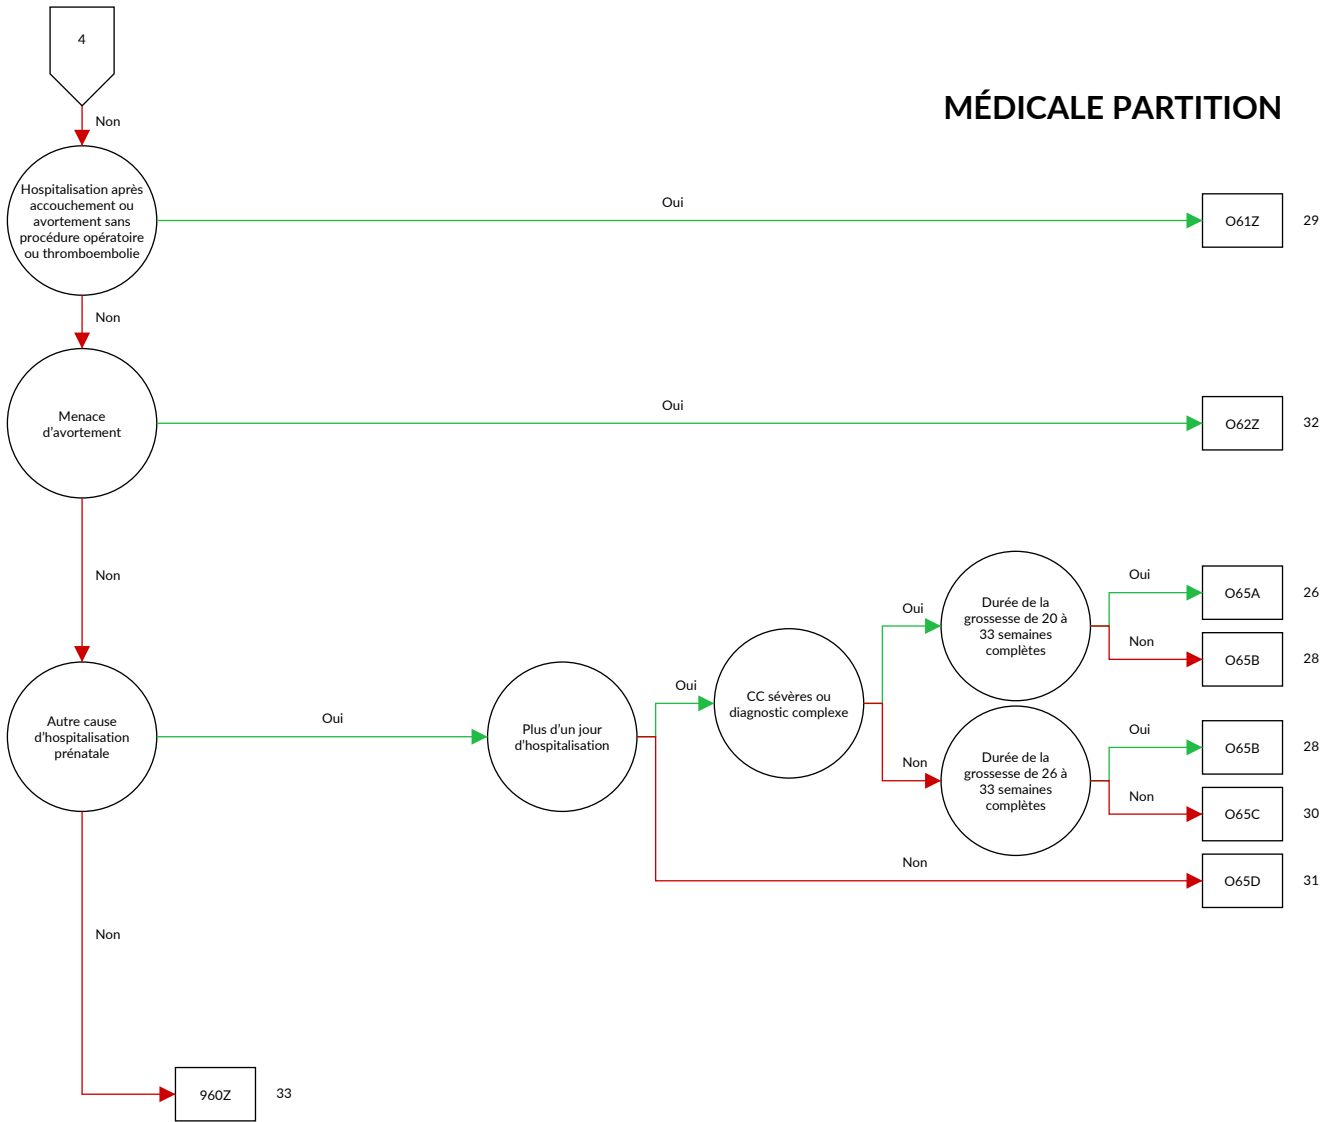 4
MÉDICALE PARTITION
Non
Hospitalisation après
accouchement ou
avortement sans
procédure opératoire
ou thromboembolie
Oui
O61Z
29
Non
Menace
d'avortement
Oui
O62Z
32
Non
Autre cause
d'hospitalisation
prénatale
Oui
Plus d'un jour
d'hospitalisation
Oui
CC sévères ou
diagnostic complexe
Oui
Durée de la
grossesse de 20 à
33 semaines
complètes
Oui
O65A
26
Non
O65B
28
Non
Durée de la
grossesse de 26 à
33 semaines
complètes
Oui
O65B
28
Non
O65C
30
Non
O65D
31
Non
960Z
33